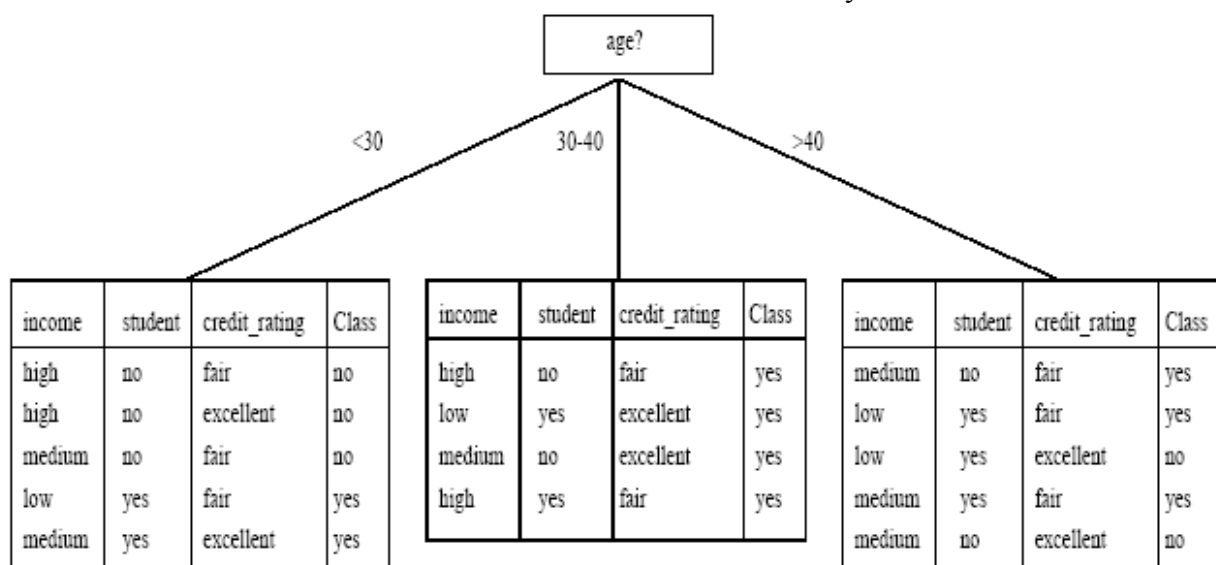 age?
<30 30-40 >40
income student credit_rating Class
high no fair no
high no excellent no
medium no fair no
low yes fair yes
medium yes excellent yes
income student credit_rating Class
high no fair yes
low yes excellent yes
medium no excellent yes
high yes fair yes
income student credit_rating Class
medium no fair yes
low yes fair yes
low yes excellent no
medium yes fair yes
medium no excellent no